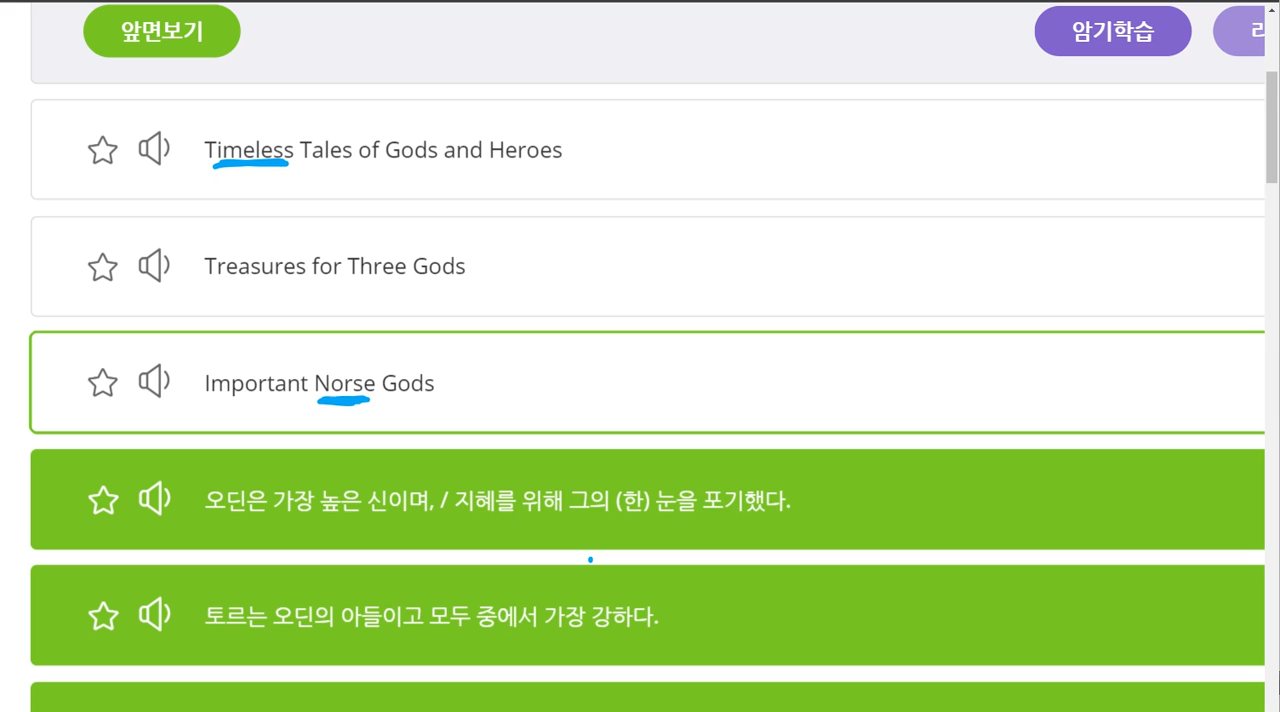 앞면보기
암기학습
Timeless Tales of Gods and Heroes
Treasures for Three Gods
Important Norse Gods
오딘은 가장 높은 신이며, / 지혜를 위해 그의 (한) 눈을 포기했다.
토르는 오딘의 아들이고 모두 중에서 가장 강하다.